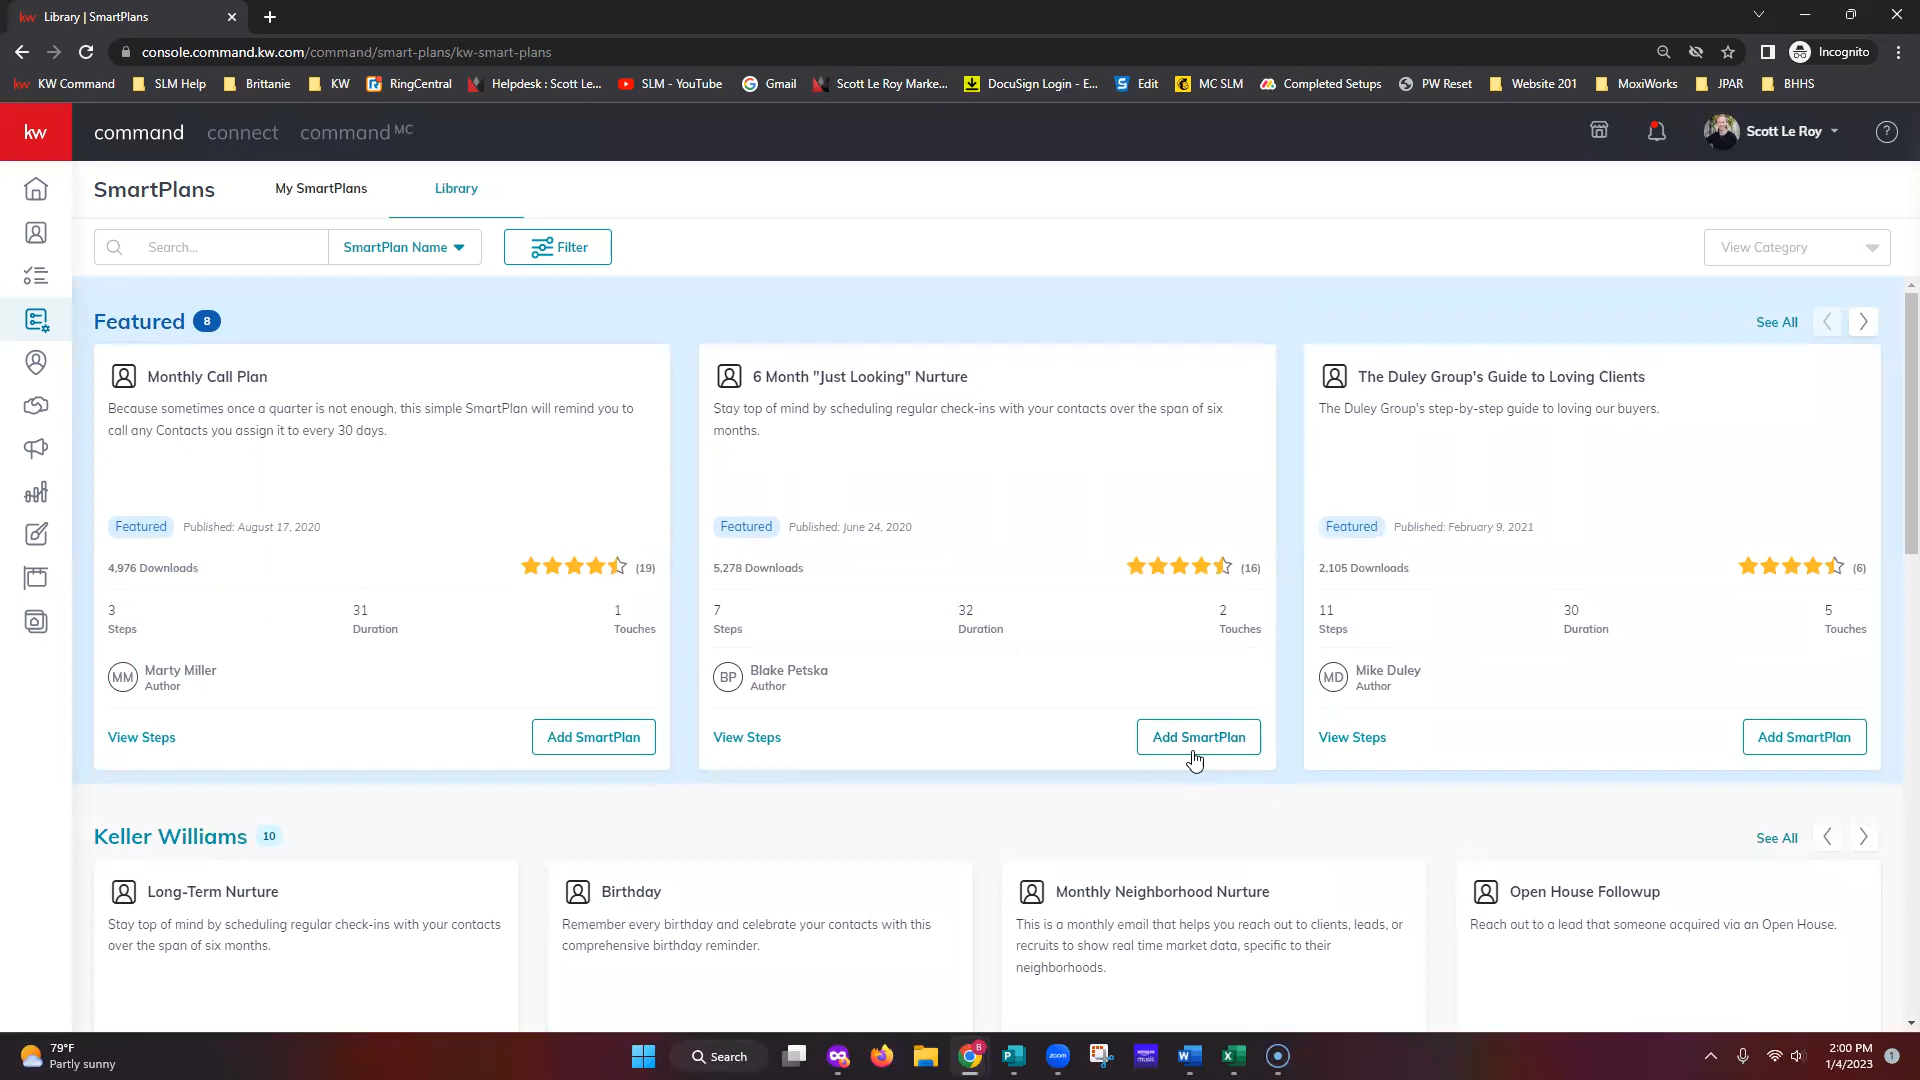 kw Library | SmartPlans
console.command.kw.com/command/smart-plans/kw-smart-plans
Incognito
kw KW Command SLM Help Brittanie KW RingCentral Helpdesk : Scott Le... SLM - YouTube Gmail Scott Le Roy Marke... DocuSign Login - E... Edit MC SLM Completed Setups PW Reset Website 201 MoxiWorks JPAR BHHS
kw command connect command MC Scott Le Roy ?
SmartPlans My SmartPlans Library
Search... SmartPlan Name Filter View Category
Featured 8 See All
Monthly Call Plan
Because sometimes once a quarter is not enough, this simple SmartPlan will remind you to
call any Contacts you assign it to every 30 days.
Featured Published: August 17, 2020
4,976 Downloads (19)
3 31 1
Steps Duration Touches
MM Marty Miller
Author
View Steps Add SmartPlan
6 Month "Just Looking" Nurture
Stay top of mind by scheduling regular check-ins with your contacts over the span of six
months.
Featured Published: June 24, 2020
5,278 Downloads (16)
7 32 2
Steps Duration Touches
BP Blake Petska
Author
View Steps Add SmartPlan
The Duley Group's Guide to Loving Clients
The Duley Group's step-by-step guide to loving our buyers.
Featured Published: February 9, 2021
2,105 Downloads (6)
11 30 5
Steps Duration Touches
MD Mike Duley
Author
View Steps Add SmartPlan
Keller Williams 10 See All
Long-Term Nurture
Stay top of mind by scheduling regular check-ins with your contacts
over the span of six months.
Birthday
Remember every birthday and celebrate your contacts with this
comprehensive birthday reminder.
Monthly Neighborhood Nurture
This is a monthly email that helps you reach out to clients, leads, or
recruits to show real time market data, specific to their
neighborhoods.
Open House Followup
Reach out to a lead that someone acquired via an Open House.
79°F
Partly sunny
Search
zoom
2:00 PM
1/4/2023
1